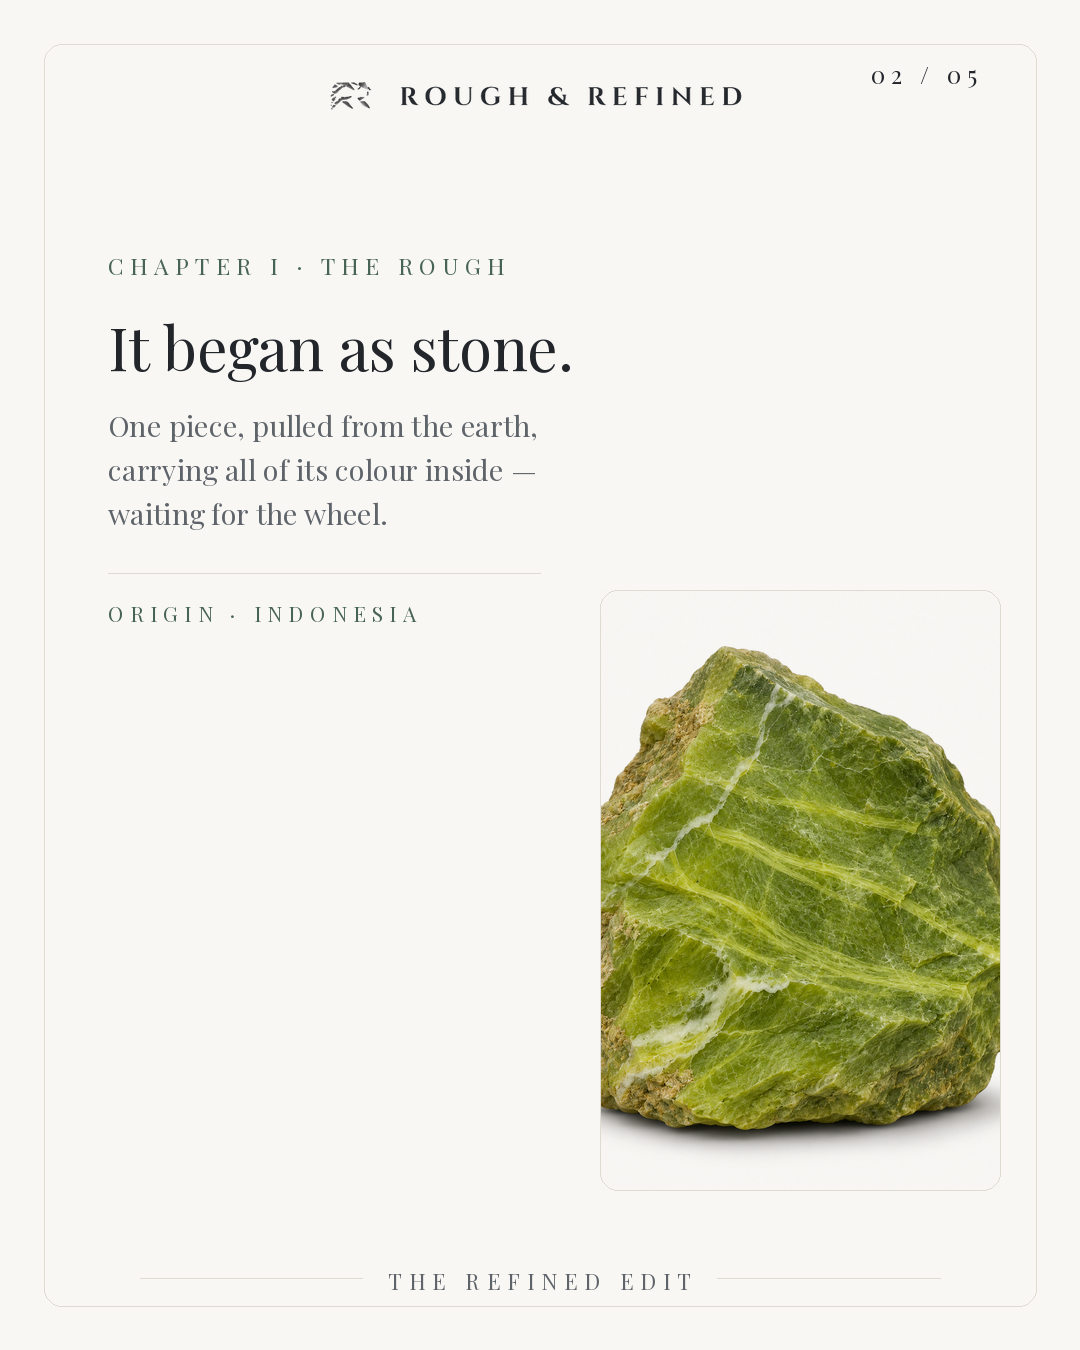 ROUGH & REFINED
02 / 05
CHAPTER I · THE ROUGH
It began as stone.
One piece, pulled from the earth,
carrying all of its colour inside —
waiting for the wheel.
ORIGIN · INDONESIA
THE REFINED EDIT